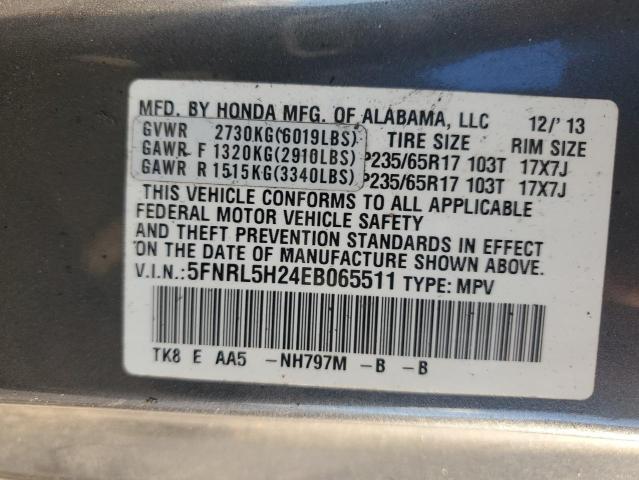 MFD. BY HONDA MFG. OF ALABAMA, LLC 12/'13
GVWR 2730KG(6019LBS) TIRE SIZE RIM SIZE
GAWR F 1320KG(2910LBS) P235/65R17 103T 17X7J
GAWR R 1515KG(3340LBS) P235/65R17 103T 17X7J
THIS VEHICLE CONFORMS TO ALL APPLICABLE
FEDERAL MOTOR VEHICLE SAFETY
AND THEFT PREVENTION STANDARDS IN EFFECT
ON THE DATE OF MANUFACTURE SHOWN ABOVE.
V.I.N.: 5FNRL5H24EB065511 TYPE: MPV
TK8 E AA5 -NH797M -B -B